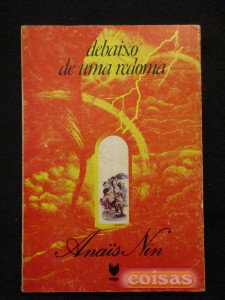 debaixo
de uma redoma
Anaïs Nin
coisas